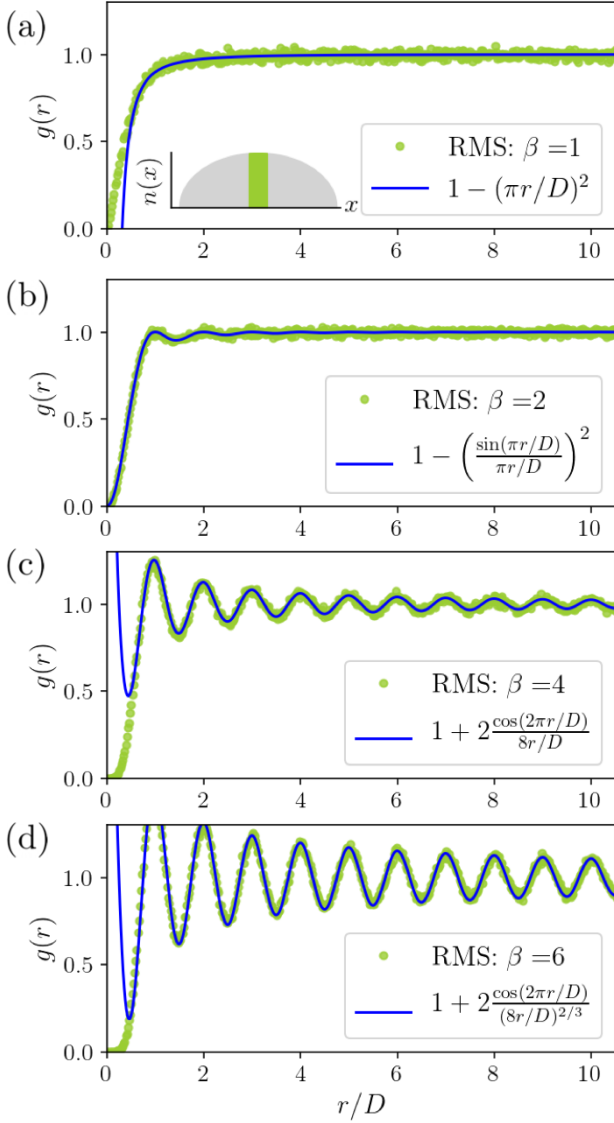 (a)
g(r)
1.0
0.5
0
n(x)
x
RMS: β =1
1 − (πr/D)²
0 2 4 6 8 10
(b)
g(r)
1.0
0.5
0.0
RMS: β =2
1 − (sin(πr/D)/πr/D)²
0 2 4 6 8 10
(c)
g(r)
1.0
0.5
0.0
RMS: β =4
1 + 2 cos(2πr/D)/8r/D
0 2 4 6 8 10
(d)
g(r)
1.0
0.5
0.0
RMS: β =6
1 + 2 cos(2πr/D)/(8r/D)^2/3
0 2 4 6 8 10
r/D